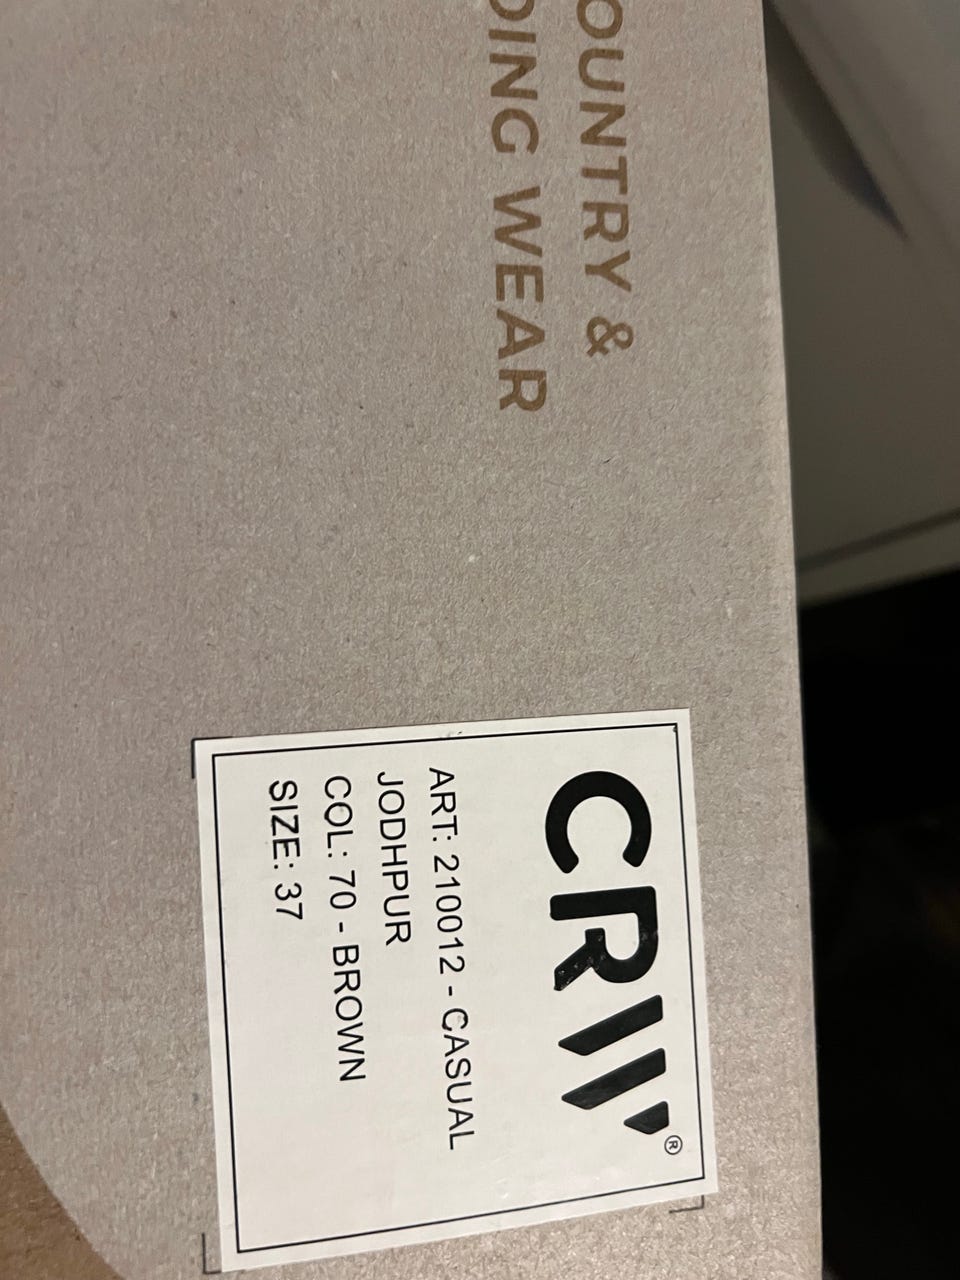 OUNTRY &
DING WEAR
CRW®
ART: 210012 - CASUAL
JODHPUR
COL: 70 - BROWN
SIZE: 37